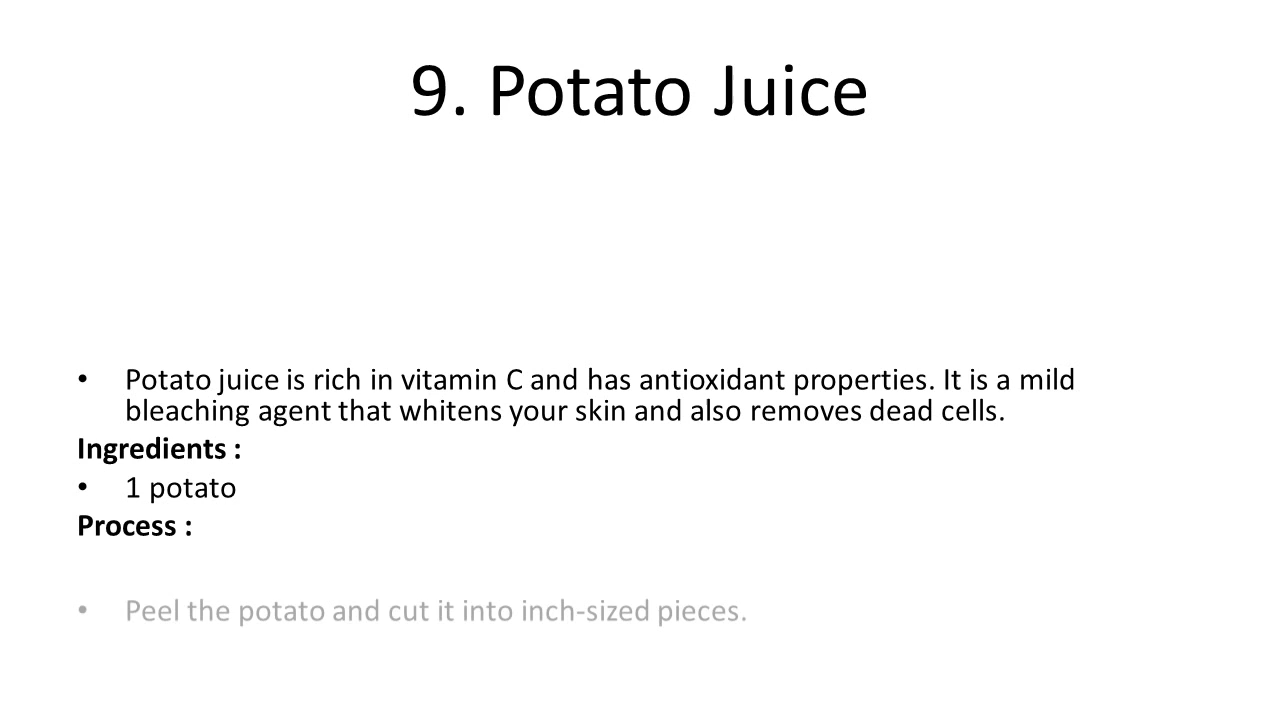 9. Potato Juice
• Potato juice is rich in vitamin C and has antioxidant properties. It is a mild
bleaching agent that whitens your skin and also removes dead cells.
Ingredients :
• 1 potato
Process :
• Peel the potato and cut it into inch-sized pieces.